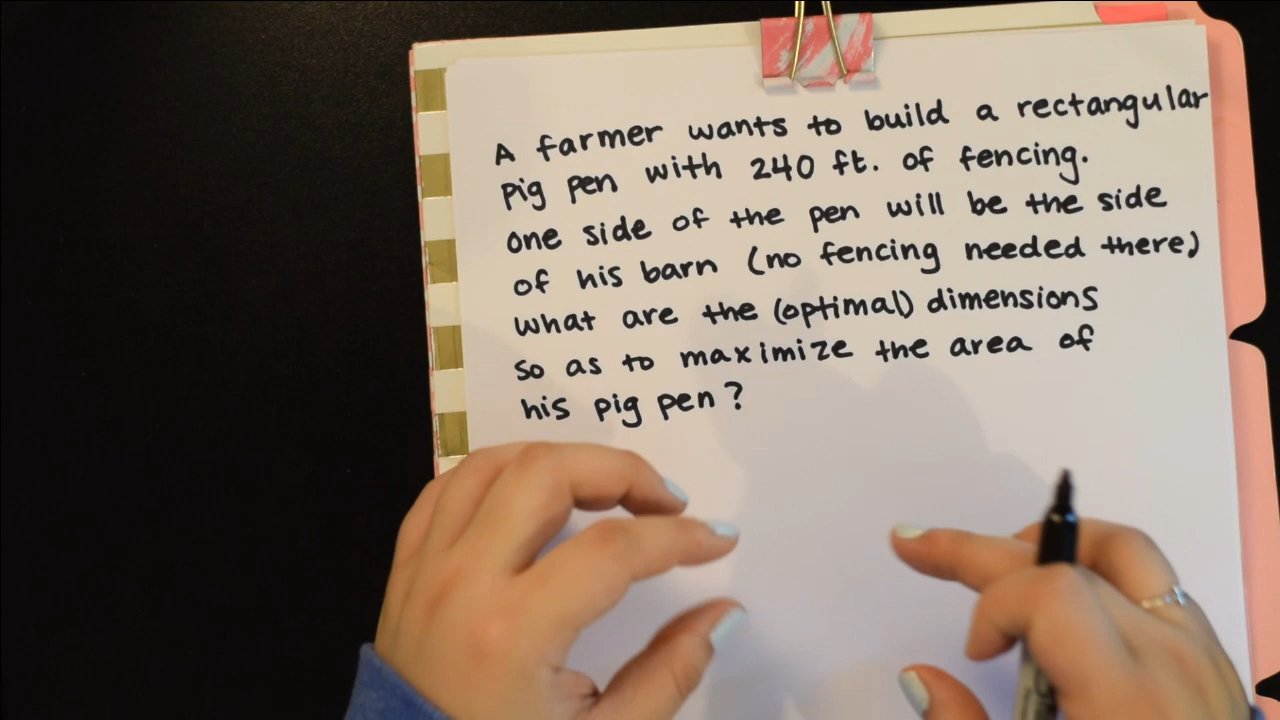 A farmer wants to build a rectangular
pig pen with 240 ft. of fencing.
one side of the pen will be the side
of his barn (no fencing needed there)
what are the (optimal) dimensions
so as to maximize the area of
his pig pen?